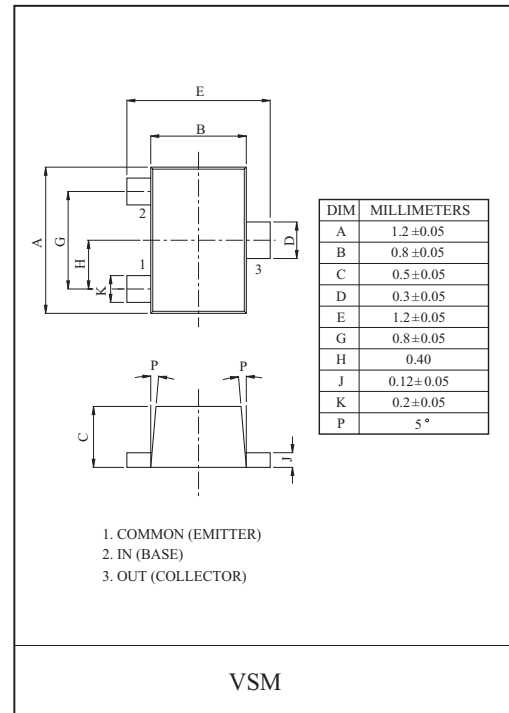 E
B
A
G
H
K
2
1
3
D
DIM MILLIMETERS
A 1.2±0.05
B 0.8±0.05
C 0.5±0.05
D 0.3±0.05
E 1.2±0.05
G 0.8±0.05
H 0.40
J 0.12±0.05
K 0.2±0.05
P 5°
P P
C
J
1. COMMON (EMITTER)
2. IN (BASE)
3. OUT (COLLECTOR)
VSM